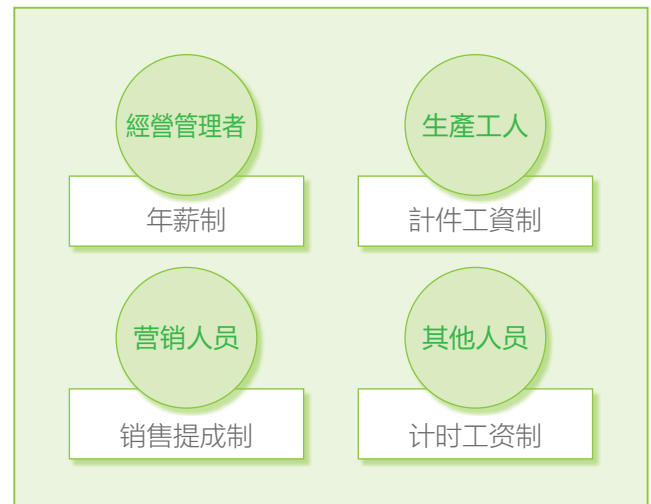 經營管理者
年薪制
生產工人
計件工資制
营销人员
销售提成制
其他人员
计时工资制